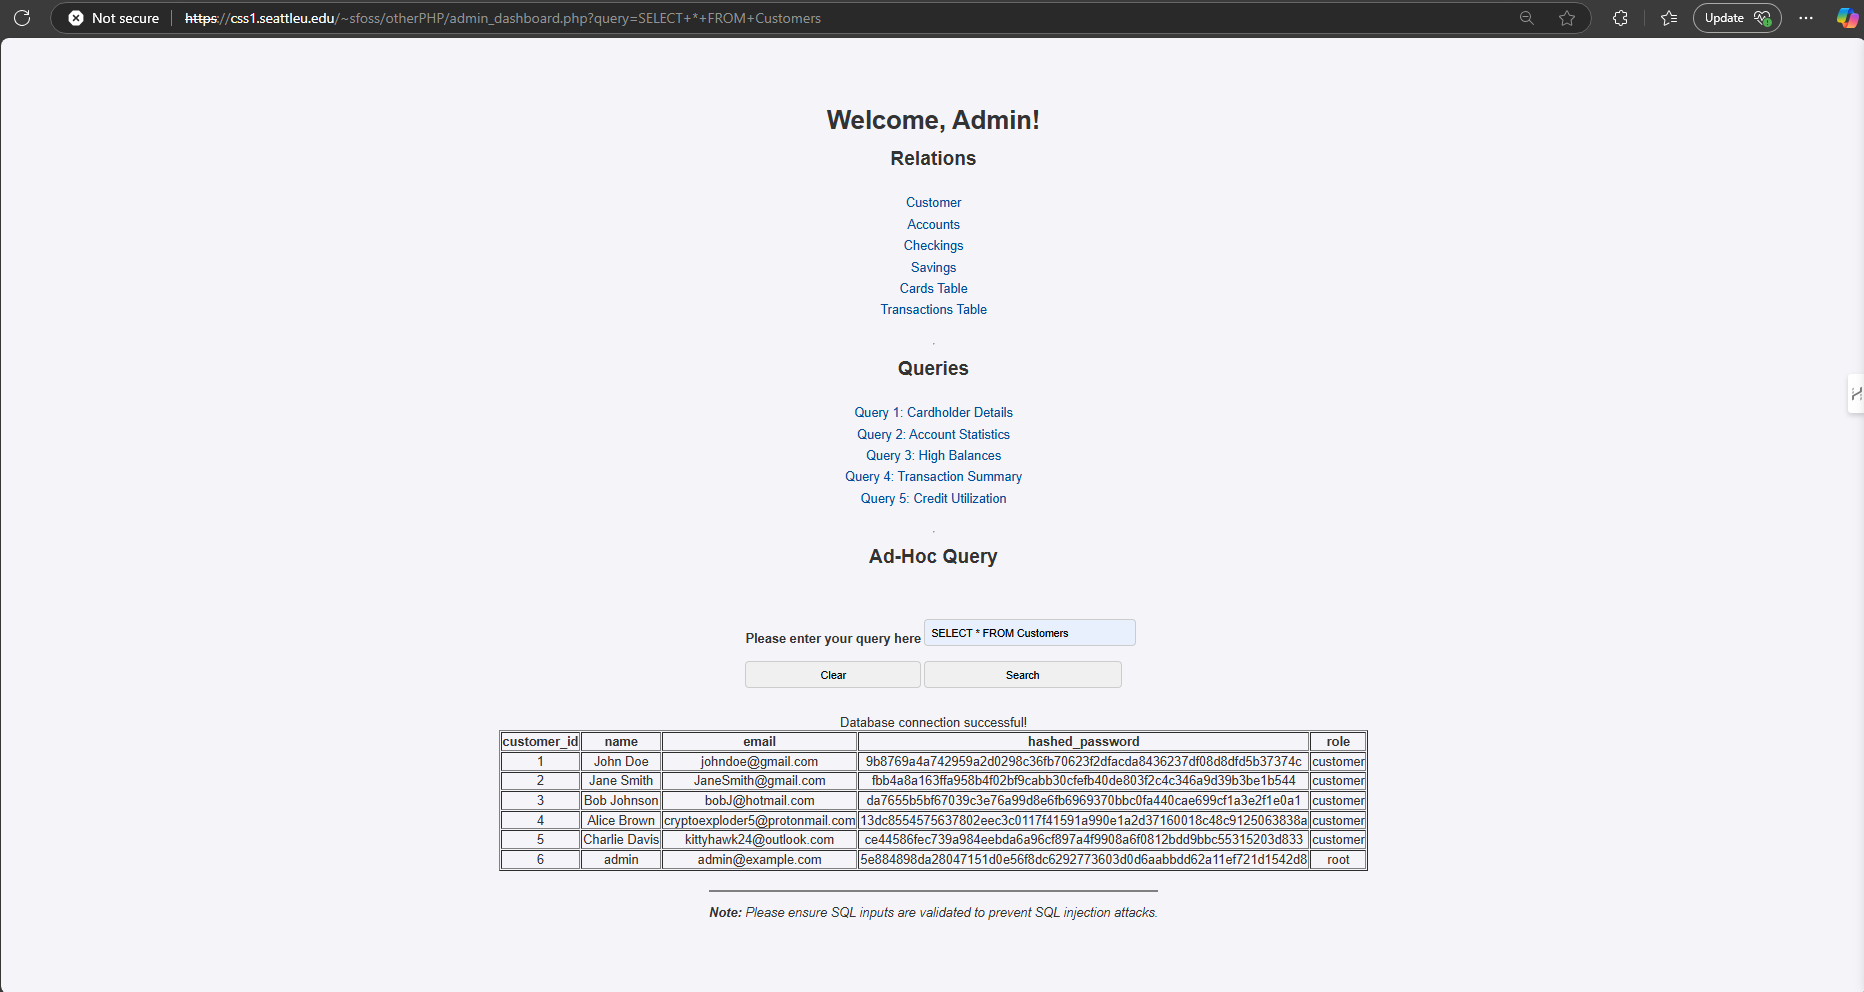 Not secure https://css1.seattleu.edu/~sfoss/otherPHP/admin_dashboard.php?query=SELECT+*+FROM+Customers Update
Welcome, Admin!
Relations
Customer
Accounts
Checkings
Savings
Cards Table
Transactions Table
.
Queries
Query 1: Cardholder Details
Query 2: Account Statistics
Query 3: High Balances
Query 4: Transaction Summary
Query 5: Credit Utilization
.
Ad-Hoc Query
Please enter your query here SELECT * FROM Customers
Clear Search
Database connection successful!
customer_id name email hashed_password role
1 John Doe johndoe@gmail.com 9b8769a4a742959a2d0298c36fb70623f2dfacda8436237df08d8dfd5b37374c customer
2 Jane Smith JaneSmith@gmail.com fbb4a8a163ffa958b4f02bf9cabb30cfefb40de803f2c4c346a9d39b3be1b544 customer
3 Bob Johnson bobJ@hotmail.com da7655b5bf67039c3e76a99d8e6fb6969370bbc0fa440cae699cf1a3e2f1e0a1 customer
4 Alice Brown cryptoexploder5@protonmail.com 13dc8554575637802eec3c0117f41591a990e1a2d37160018c48c9125063838a customer
5 Charlie Davis kittyhawk24@outlook.com ce44586fec739a984eebda6a96cf897a4f9908a6f0812bdd9bbc55315203d833 customer
6 admin admin@example.com 5e884898da28047151d0e56f8dc6292773603d0d6aabbdd62a11ef721d1542d8 root
Note: Please ensure SQL inputs are validated to prevent SQL injection attacks.